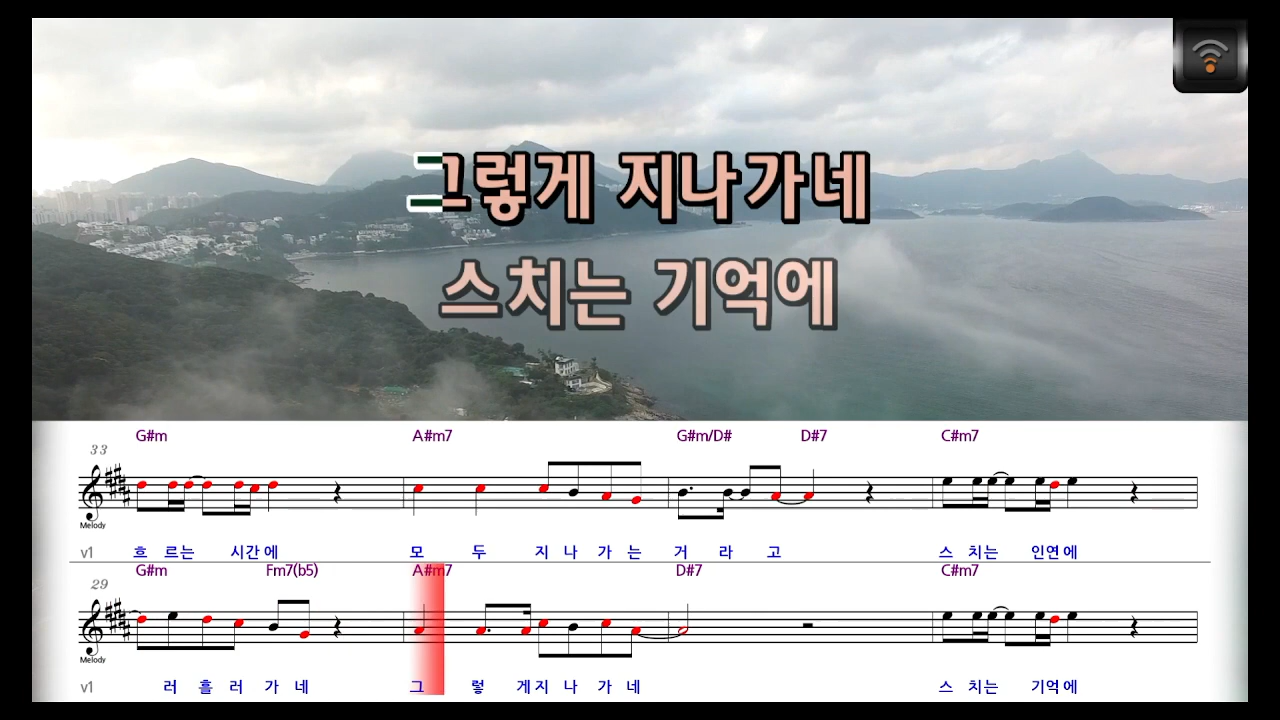 그렇게 지나가네
스치는 기억에
G#m A#m7 G#m/D# D#7 C#m7
33
Melody
v1 흐 르는 시간에 모 두 지 나 가 는 거 라 고 스 치는 인연에
G#m Fm7(b5) A#m7 D#7 C#m7
29
Melody
v1 러 흘 러 가 네 그 렇 게지 나 가 네 스 치는 기억에